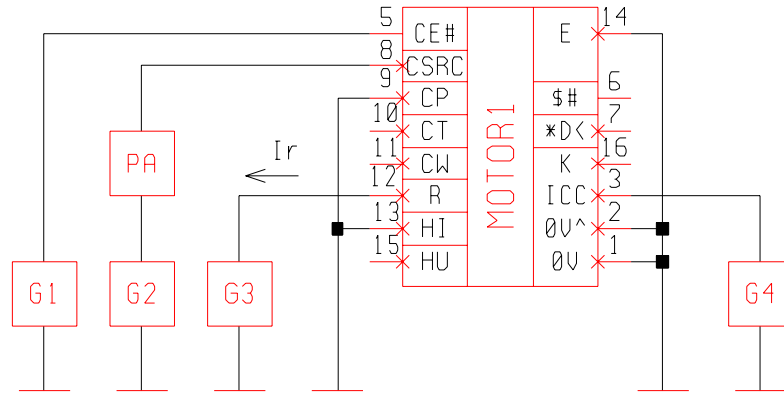 5 CE# E 14
8 CSRC
9 CP $# 6
10 CT *D< 7
11 CW K 16
12 R ICC 3
13 HI 0V^ 2
15 HU 0V 1
MOTOR1
PA
Ir
G1
G2
G3
G4